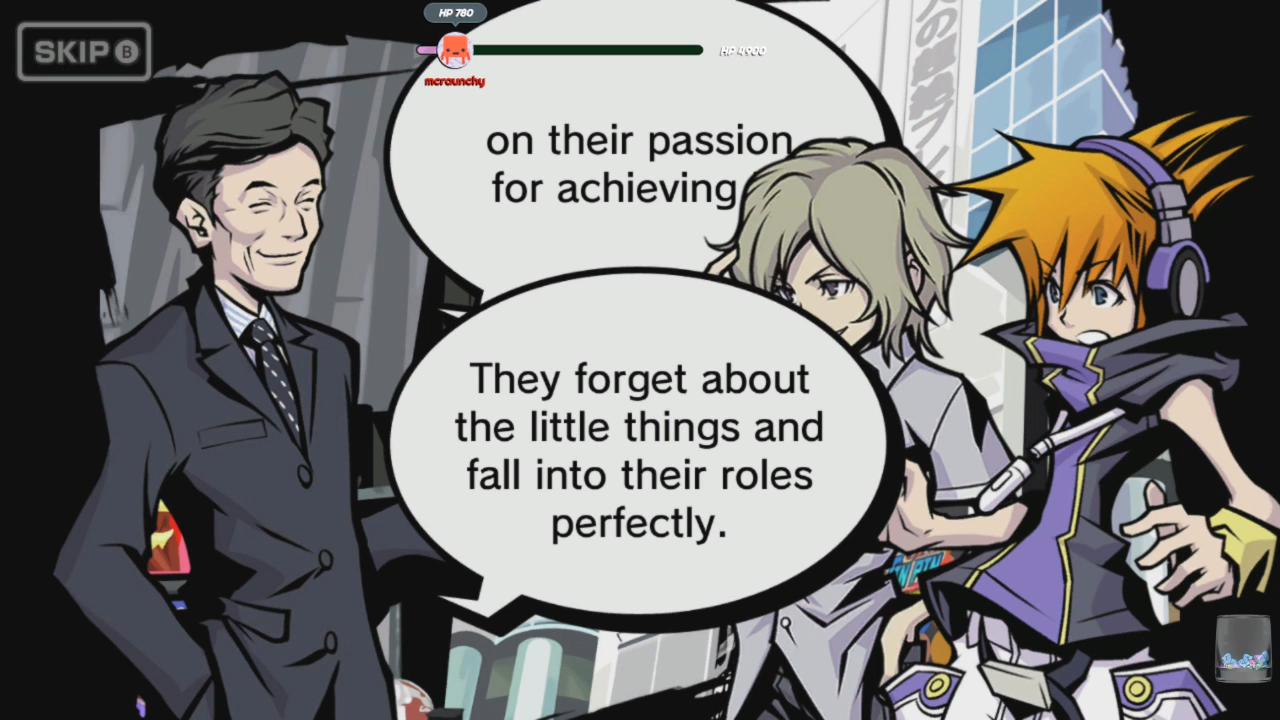 SKIP B
HP 780
HP 4900
mcraunchy
on their passion
for achieving
They forget about
the little things and
fall into their roles
perfectly.